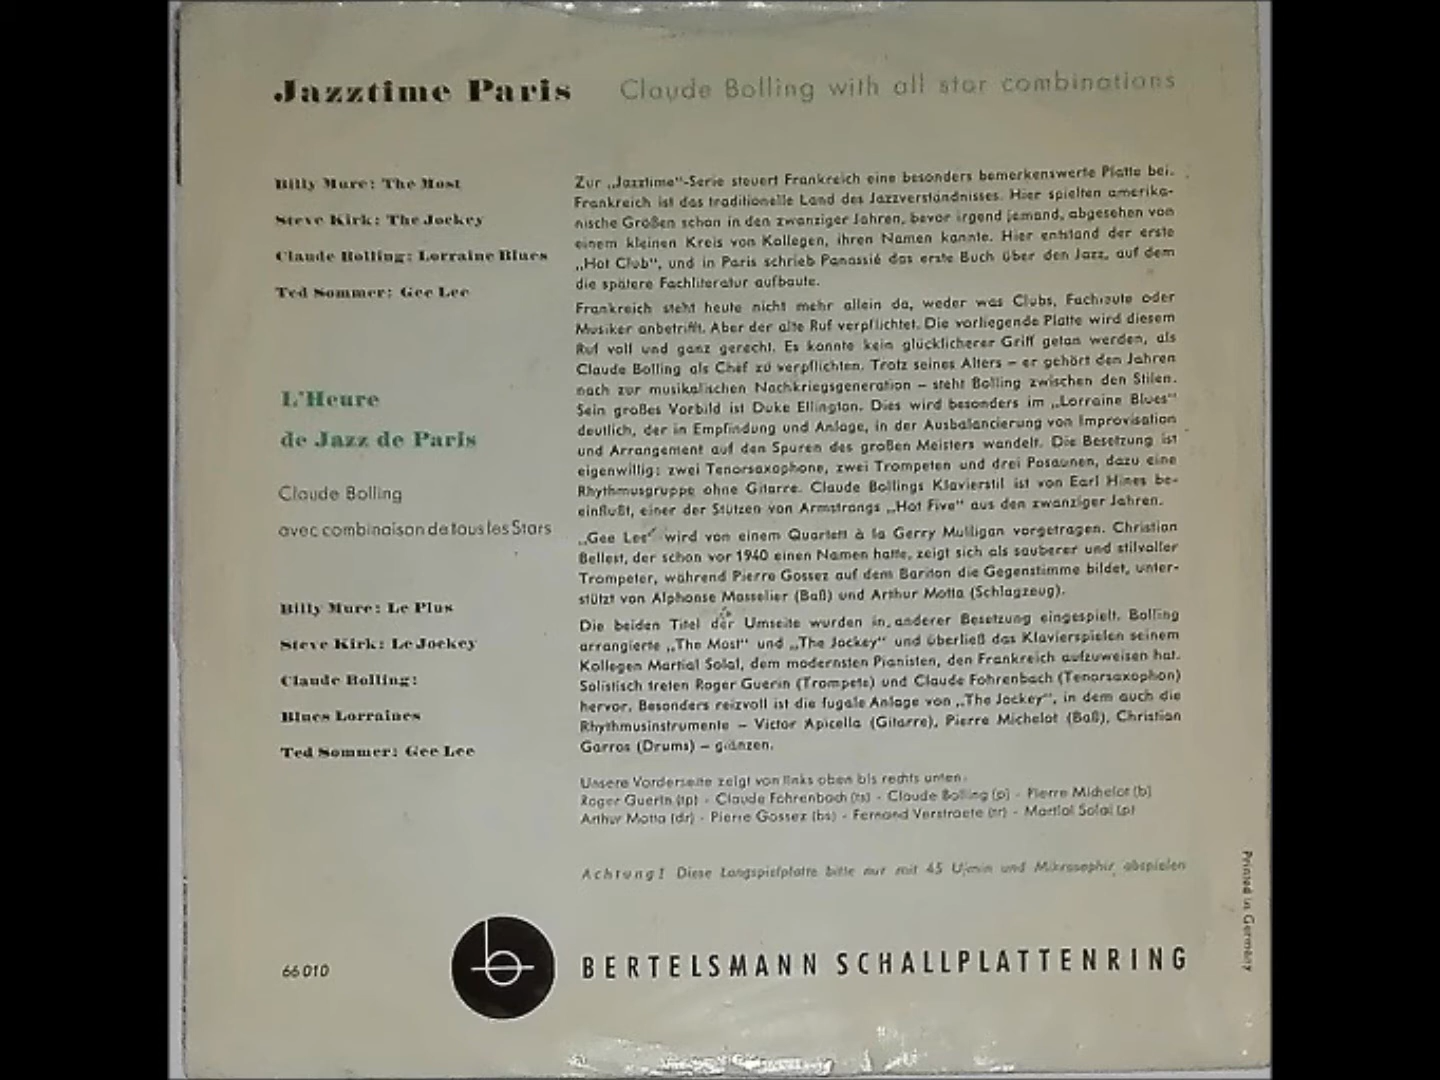 Jazztime Paris Claude Bolling with all star combinations
Billy Mure: The Most
Steve Kirk: The Jockey
Claude Bolling: Lorraine Blues
Ted Sommer: Gee Lee
L'Heure
de Jazz de Paris
Claude Bolling
avec combinaison de tous les Stars
Billy Mure: Le Plus
Steve Kirk: Le Jockey
Claude Bolling:
Blues Lorraines
Ted Sommer: Gee Lee
Zur „Jazztime"-Serie steuert Frankreich eine besonders bemerkenswerte Platte bei.
Frankreich ist das traditionelle Land des Jazzverständnisses. Hier spielten amerika-
nische Größen schon in den zwanziger Jahren, bevor irgend jemand, abgesehen von
einem kleinen Kreis von Kollegen, ihren Namen kannte. Hier entstand der erste
„Hot Club", und in Paris schrieb Panassié das erste Buch über den Jazz, auf dem
die spätere Fachliteratur aufbaute.
Frankreich steht heute nicht mehr allein da, weder was Clubs, Fachleute oder
Musiker anbetrifft. Aber der alte Ruf verpflichtet. Die vorliegende Platte wird diesem
Ruf voll und ganz gerecht. Es konnte kein glücklicherer Griff getan werden, als
Claude Bolling als Chef zu verpflichten. Trotz seines Alters – er gehört den Jahren
nach zur musikalischen Nachkriegsgeneration – steht Bolling zwischen den Stilen.
Sein großes Vorbild ist Duke Ellington. Dies wird besonders im „Lorraine Blues"
deutlich, der in Empfindung und Anlage, in der Ausbalancierung von Improvisation
und Arrangement auf den Spuren des großen Meisters wandelt. Die Besetzung ist
eigenwillig: zwei Tenorsaxophone, zwei Trompeten und drei Posaunen, dazu eine
Rhythmusgruppe ohne Gitarre. Claude Bollings Klavierstil ist von Earl Hines be-
einflußt, einer der Stützen von Armstrongs „Hot Five" aus den zwanziger Jahren.
„Gee Lee" wird von einem Quartett à la Gerry Mulligan vorgetragen. Christian
Bellest, der schon vor 1940 einen Namen hatte, zeigt sich als sauberer und stilvoller
Trompeter, während Pierre Gossez auf dem Bariton die Gegenstimme bildet, unter-
stützt von Alphonse Masselier (Baß) und Arthur Motta (Schlagzeug).
Die beiden Titel der Umseite wurden in anderer Besetzung eingespielt. Bolling
arrangierte „The Most" und „The Jockey" und überließ das Klavierspielen seinem
Kollegen Martial Solal, dem modernsten Pianisten, den Frankreich aufzuweisen hat.
Solistisch treten Roger Guerin (Trompete) und Claude Fohrenbach (Tenorsaxophon)
hervor. Besonders reizvoll ist die fugale Anlage von „The Jockey", in dem auch die
Rhythmusinstrumente – Victor Apicella (Gitarre), Pierre Michelot (Baß), Christian
Garros (Drums) – glänzen.
Unsere Vorderseite zeigt von links oben bis rechts unten:
Roger Guerin (tp) - Claude Fohrenbach (ts) - Claude Bolling (p) - Pierre Michelot (b)
Arthur Motta (dr) - Pierre Gossez (bs) - Fernand Verstraete (tr) - Martial Solal (p)
Achtung! Diese Langspielplatte bitte nur mit 45 U/min und Mikrosaphir abspielen
Printed in Germany
66 010
b
BERTELSMANN SCHALLPLATTENRING